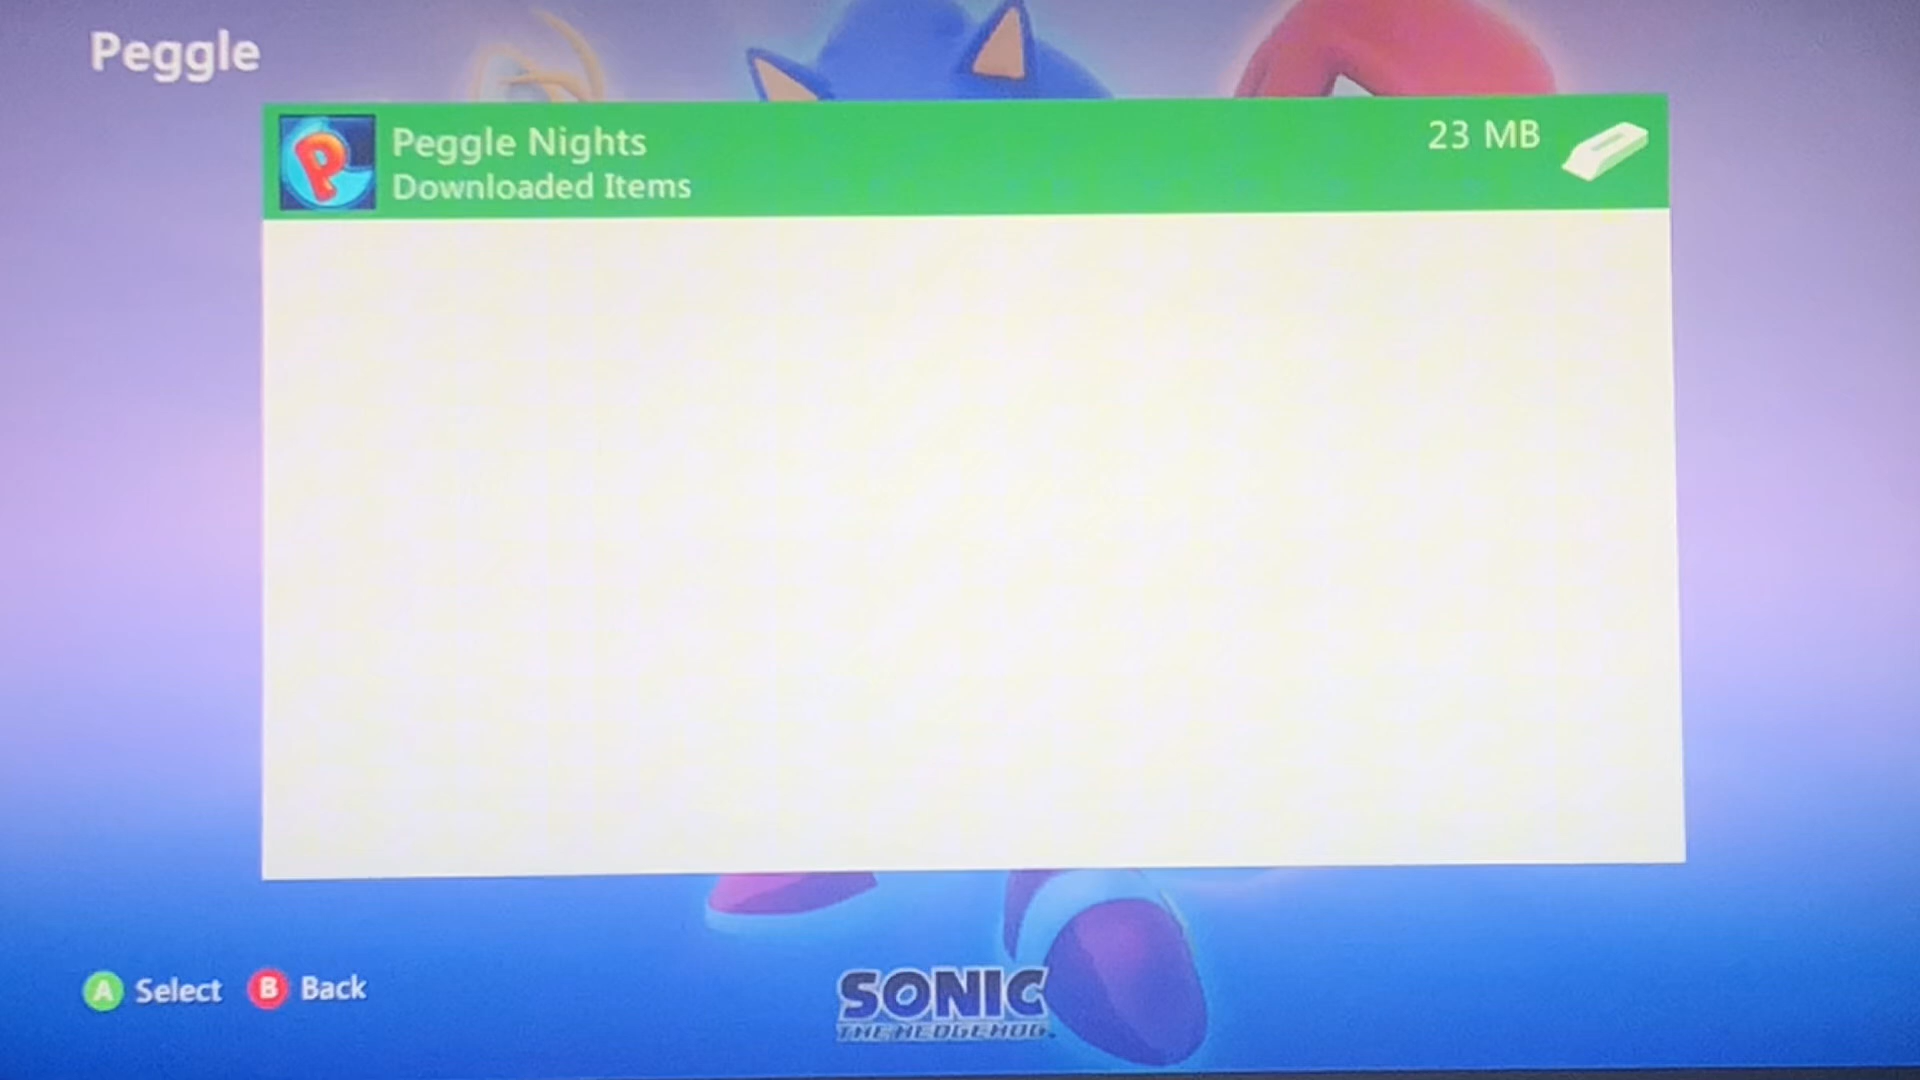 Peggle
Peggle Nights
23 MB
Downloaded Items
A Select B Back
SONIC
THE HEDGEHOG